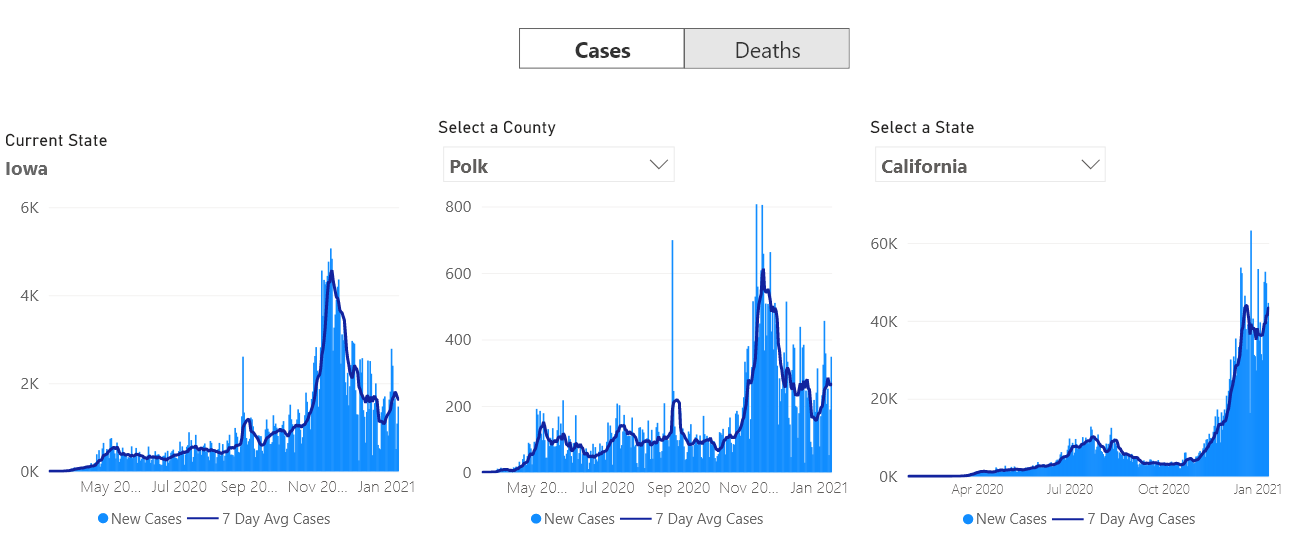 Cases
Deaths
Current State
Iowa
6K
4K
2K
0K
May 20...
Jul 2020
Sep 20...
Nov 20...
Jan 2021
New Cases
7 Day Avg Cases
Select a County
Polk
800
600
400
200
0
May 20...
Jul 2020
Sep 2020
Nov 20...
Jan 2021
New Cases
7 Day Avg Cases
Select a State
California
60K
40K
20K
0K
Apr 2020
Jul 2020
Oct 2020
Jan 2021
New Cases
7 Day Avg Cases